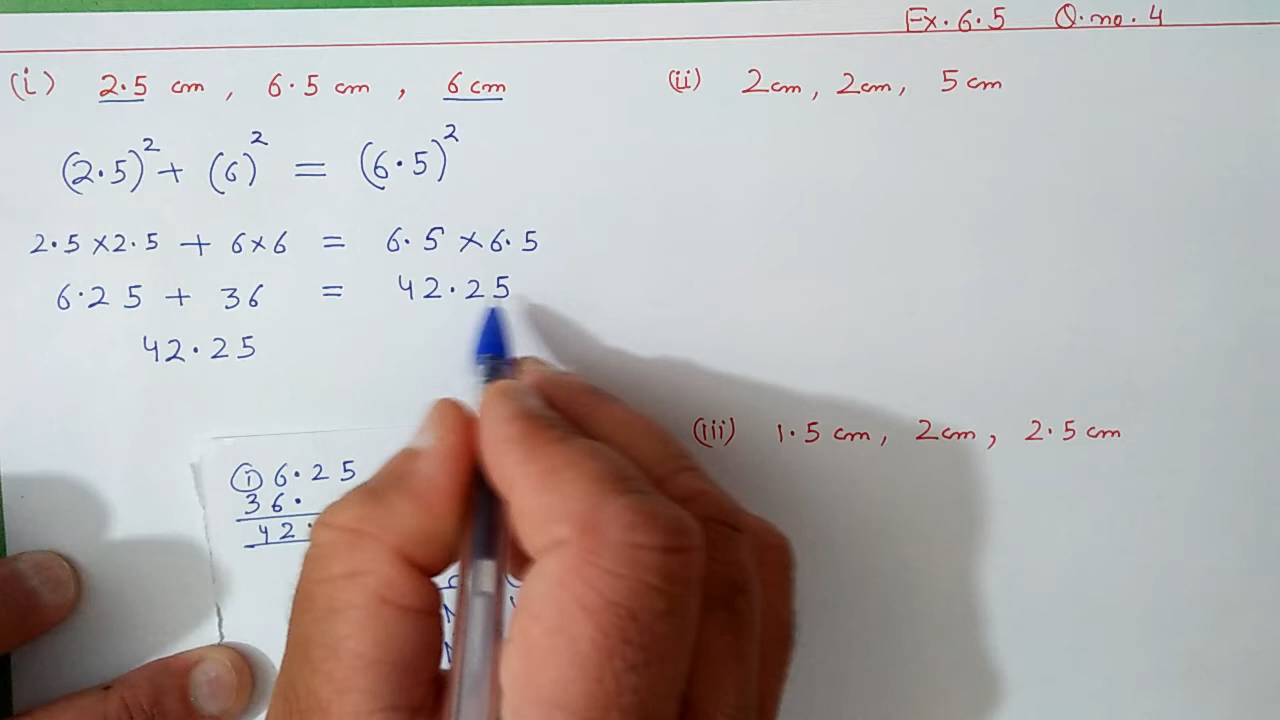 Ex. 6.5 Q. no. 4
(i) 2.5 cm, 6.5 cm, 6 cm
(2.5)² + (6)² = (6.5)²
2.5 × 2.5 + 6 × 6 = 6.5 × 6.5
6.25 + 36 = 42.25
42.25
(i) 6.25
36.
42.
(ii) 2cm, 2cm, 5cm
(iii) 1.5 cm, 2cm, 2.5 cm